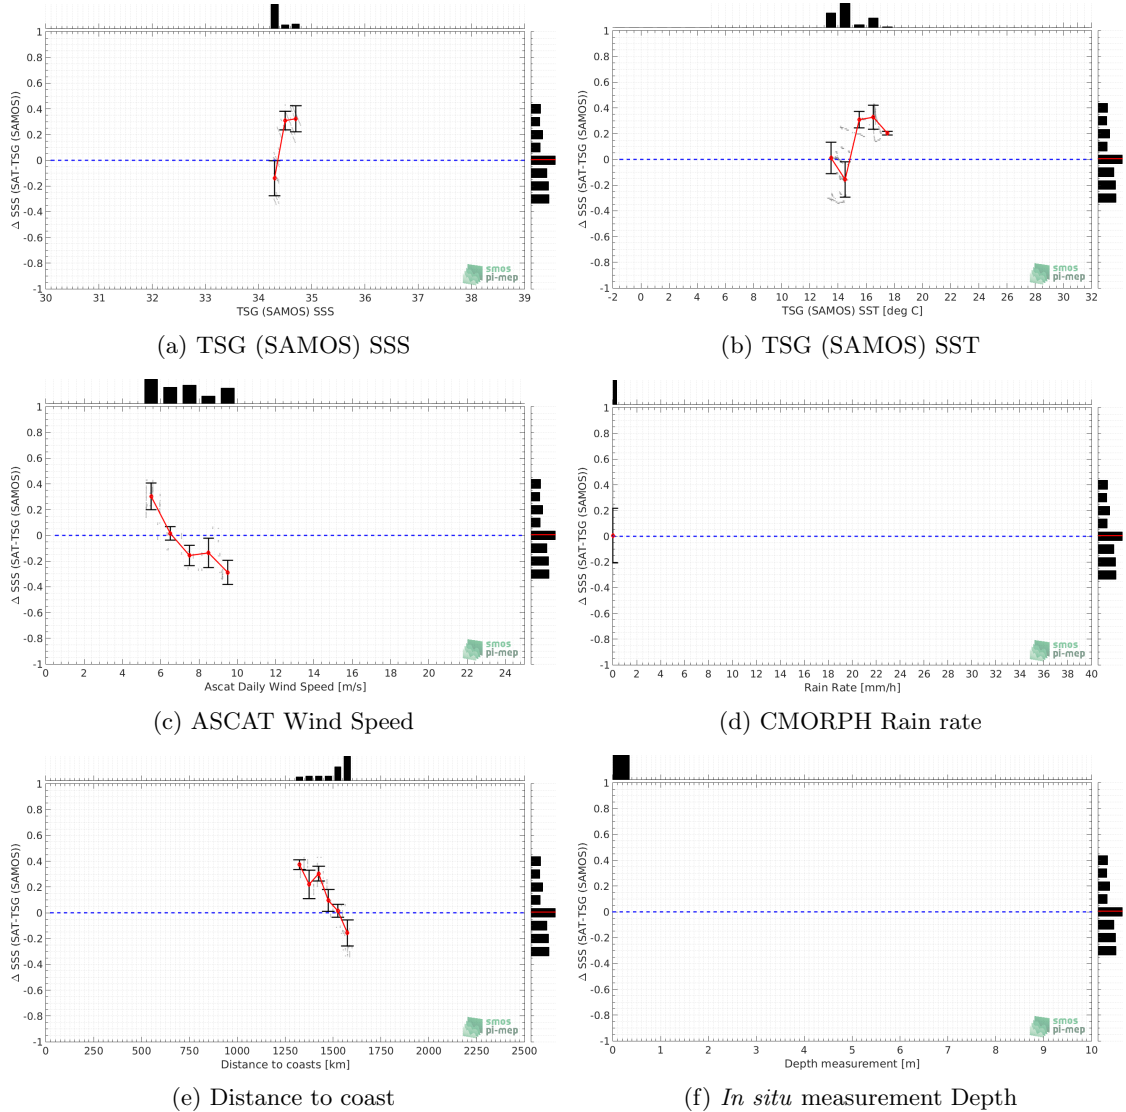 1
0.8
0.6
0.4
0.2
0
-0.2
-0.4
-0.6
-0.8
-1
Δ SSS (SAT-TSG (SAMOS))
30 31 32 33 34 35 36 37 38 39
TSG (SAMOS) SSS
smos
pi-mep
(a) TSG (SAMOS) SSS
1
0.8
0.6
0.4
0.2
0
-0.2
-0.4
-0.6
-0.8
-1
Δ SSS (SAT-TSG (SAMOS))
-2 0 2 4 6 8 10 12 14 16 18 20 22 24 26 28 30 32
TSG (SAMOS) SST [deg C]
smos
pi-mep
(b) TSG (SAMOS) SST
1
0.8
0.6
0.4
0.2
0
-0.2
-0.4
-0.6
-0.8
-1
Δ SSS (SAT-TSG (SAMOS))
0 2 4 6 8 10 12 14 16 18 20 22 24
Ascat Daily Wind Speed [m/s]
smos
pi-mep
(c) ASCAT Wind Speed
1
0.8
0.6
0.4
0.2
0
-0.2
-0.4
-0.6
-0.8
-1
Δ SSS (SAT-TSG (SAMOS))
0 2 4 6 8 10 12 14 16 18 20 22 24 26 28 30 32 34 36 38 40
Rain Rate [mm/h]
smos
pi-mep
(d) CMORPH Rain rate
1
0.8
0.6
0.4
0.2
0
-0.2
-0.4
-0.6
-0.8
-1
Δ SSS (SAT-TSG (SAMOS))
0 250 500 750 1000 1250 1500 1750 2000 2250 2500
Distance to coasts [km]
smos
pi-mep
(e) Distance to coast
1
0.8
0.6
0.4
0.2
0
-0.2
-0.4
-0.6
-0.8
-1
Δ SSS (SAT-TSG (SAMOS))
0 1 2 3 4 5 6 7 8 9 10
Depth measurement [m]
smos
pi-mep
(f) In situ measurement Depth